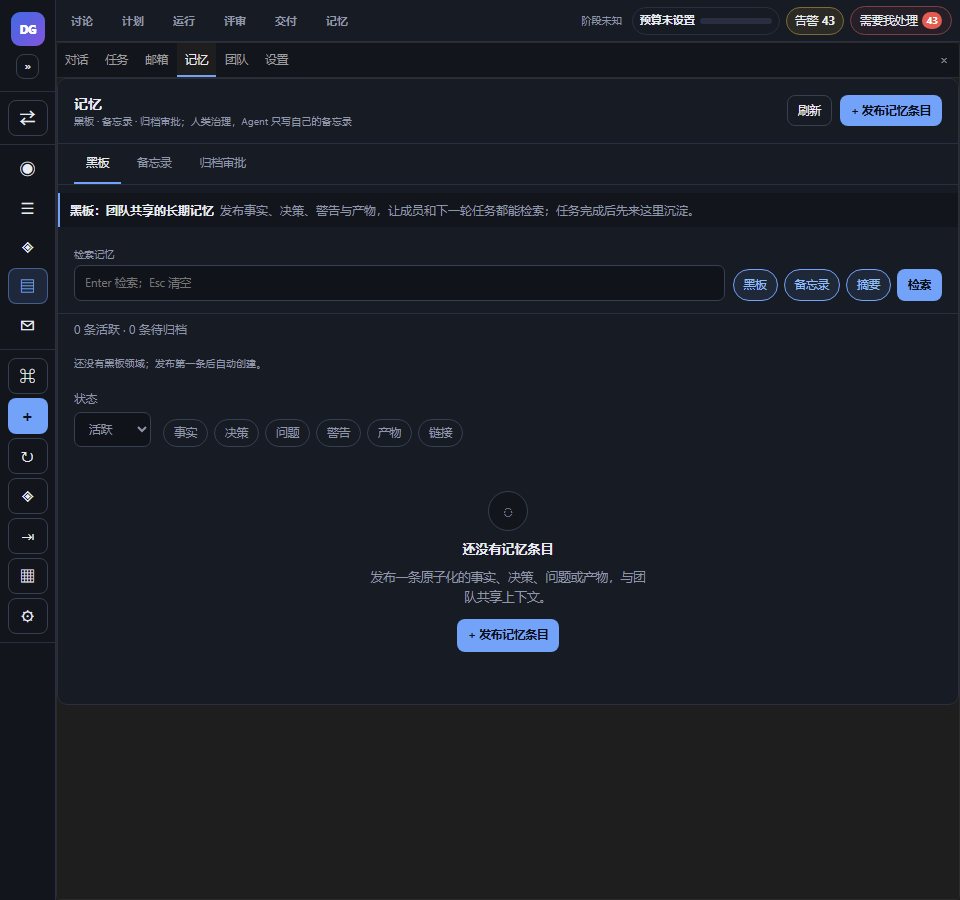 DG
讨论 计划 运行 评审 交付 记忆 阶段未知 预算未设置 告警 43 需要我处理 43
»
对话 任务 邮箱 记忆 团队 设置 ×
记忆
黑板 · 备忘录 · 归档审批；人类治理，Agent 只写自己的备忘录
刷新 + 发布记忆条目
黑板 备忘录 归档审批
黑板：团队共享的长期记忆 发布事实、决策、警告与产物，让成员和下一轮任务都能检索；任务完成后先来这里沉淀。
检索记忆
Enter 检索；Esc 清空 黑板 备忘录 摘要 检索
0 条活跃 · 0 条待归档
还没有黑板领域；发布第一条后自动创建。
状态
活跃 事实 决策 问题 警告 产物 链接
还没有记忆条目
发布一条原子化的事实、决策、问题或产物，与团
队共享上下文。
+ 发布记忆条目